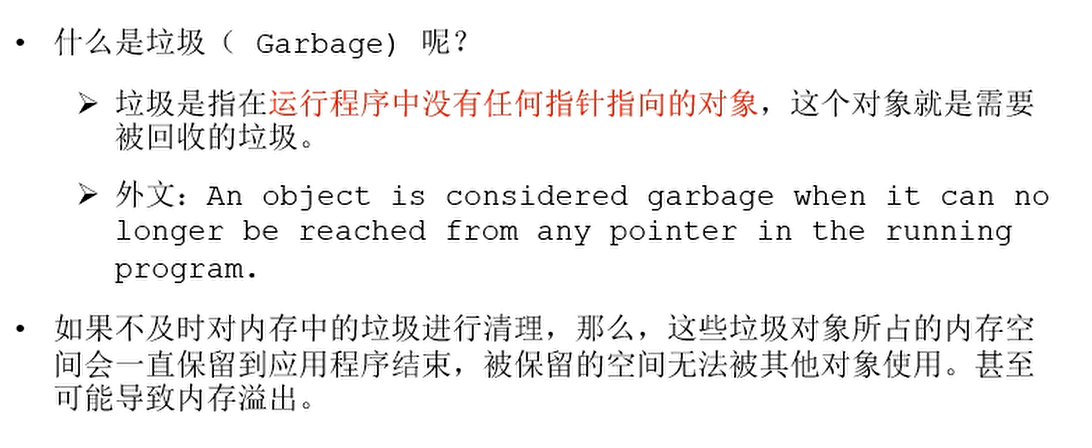 • 什么是垃圾（ Garbage) 呢?
➢ 垃圾是指在运行程序中没有任何指针指向的对象，这个对象就是需要
被回收的垃圾。
➢ 外文: An object is considered garbage when it can no
longer be reached from any pointer in the running
program.
• 如果不及时对内存中的垃圾进行清理，那么，这些垃圾对象所占的内存空
间会一直保留到应用程序结束，被保留的空间无法被其他对象使用。甚至
可能导致内存溢出。